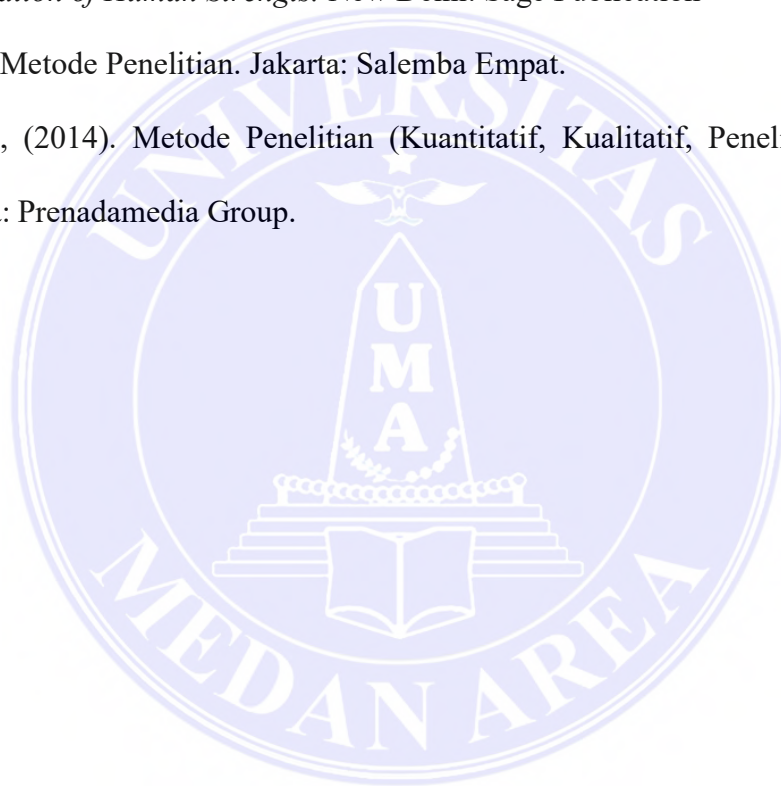 ation of Human Strengts. New Delhi: Sage Publication
Metode Penelitian. Jakarta: Salemba Empat.
, (2014). Metode Penelitian (Kuantitatif, Kualitatif, Penel
: Prenadamedia Group.
UNIVERSITAS
U
M
A
MEDAN AREA